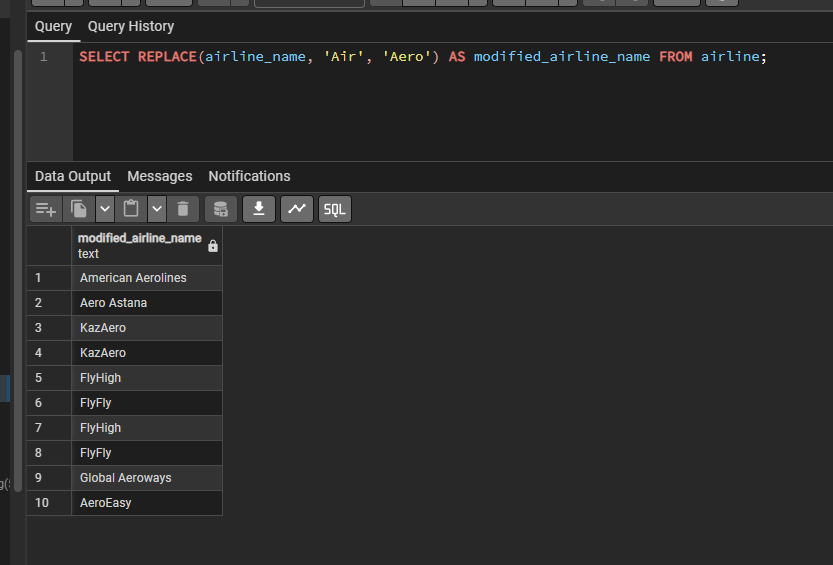 Query Query History
1 SELECT REPLACE(airline_name, 'Air', 'Aero') AS modified_airline_name FROM airline;
Data Output Messages Notifications
SQL
modified_airline_name
text
1 American Aerolines
2 Aero Astana
3 KazAero
4 KazAero
5 FlyHigh
6 FlyFly
7 FlyHigh
8 FlyFly
9 Global Aeroways
10 AeroEasy